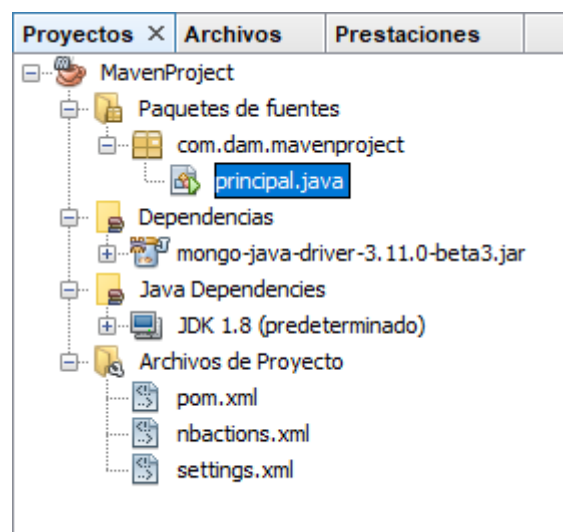 Proyectos × Archivos Prestaciones
MavenProject
Paquetes de fuentes
com.dam.mavenproject
principal.java
Dependencias
mongo-java-driver-3.11.0-beta3.jar
Java Dependencies
JDK 1.8 (predeterminado)
Archivos de Proyecto
pom.xml
nbactions.xml
settings.xml